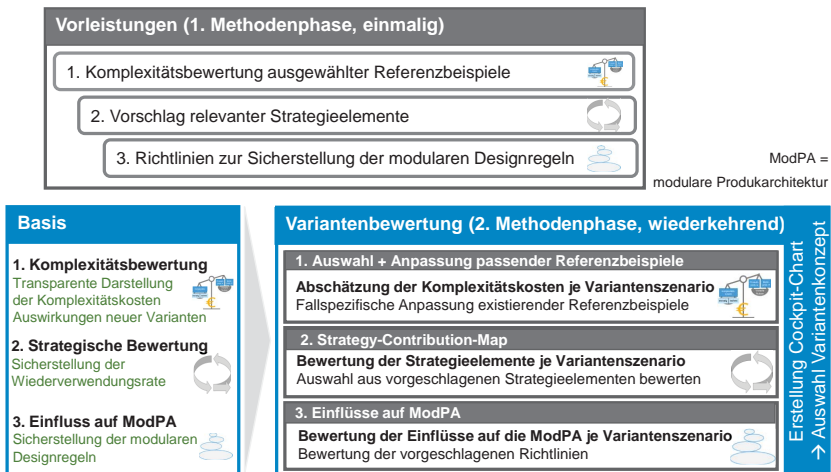 Vorleistungen (1. Methodenphase, einmalig)
1. Komplexitätsbewertung ausgewählter Referenzbeispiele
2. Vorschlag relevanter Strategieelemente
3. Richtlinien zur Sicherstellung der modularen Designregeln
ModPA =
modulare Produkarchitektur
Basis
1. Komplexitätsbewertung
Transparente Darstellung
der Komplexitätskosten
Auswirkungen neuer Varianten
2. Strategische Bewertung
Sicherstellung der
Wiederverwendungsrate
3. Einfluss auf ModPA
Sicherstellung der modularen
Designregeln
Variantenbewertung (2. Methodenphase, wiederkehrend)
1. Auswahl + Anpassung passender Referenzbeispiele
Abschätzung der Komplexitätskosten je Variantenszenario
Fallspezifische Anpassung existierender Referenzbeispiele
2. Strategy-Contribution-Map
Bewertung der Strategieelemente je Variantenszenario
Auswahl aus vorgeschlagenen Strategieelementen bewerten
3. Einflüsse auf ModPA
Bewertung der Einflüsse auf die ModPA je Variantenszenario
Bewertung der vorgeschlagenen Richtlinien
Erstellung Cockpit-Chart
→ Auswahl Variantenkonzept